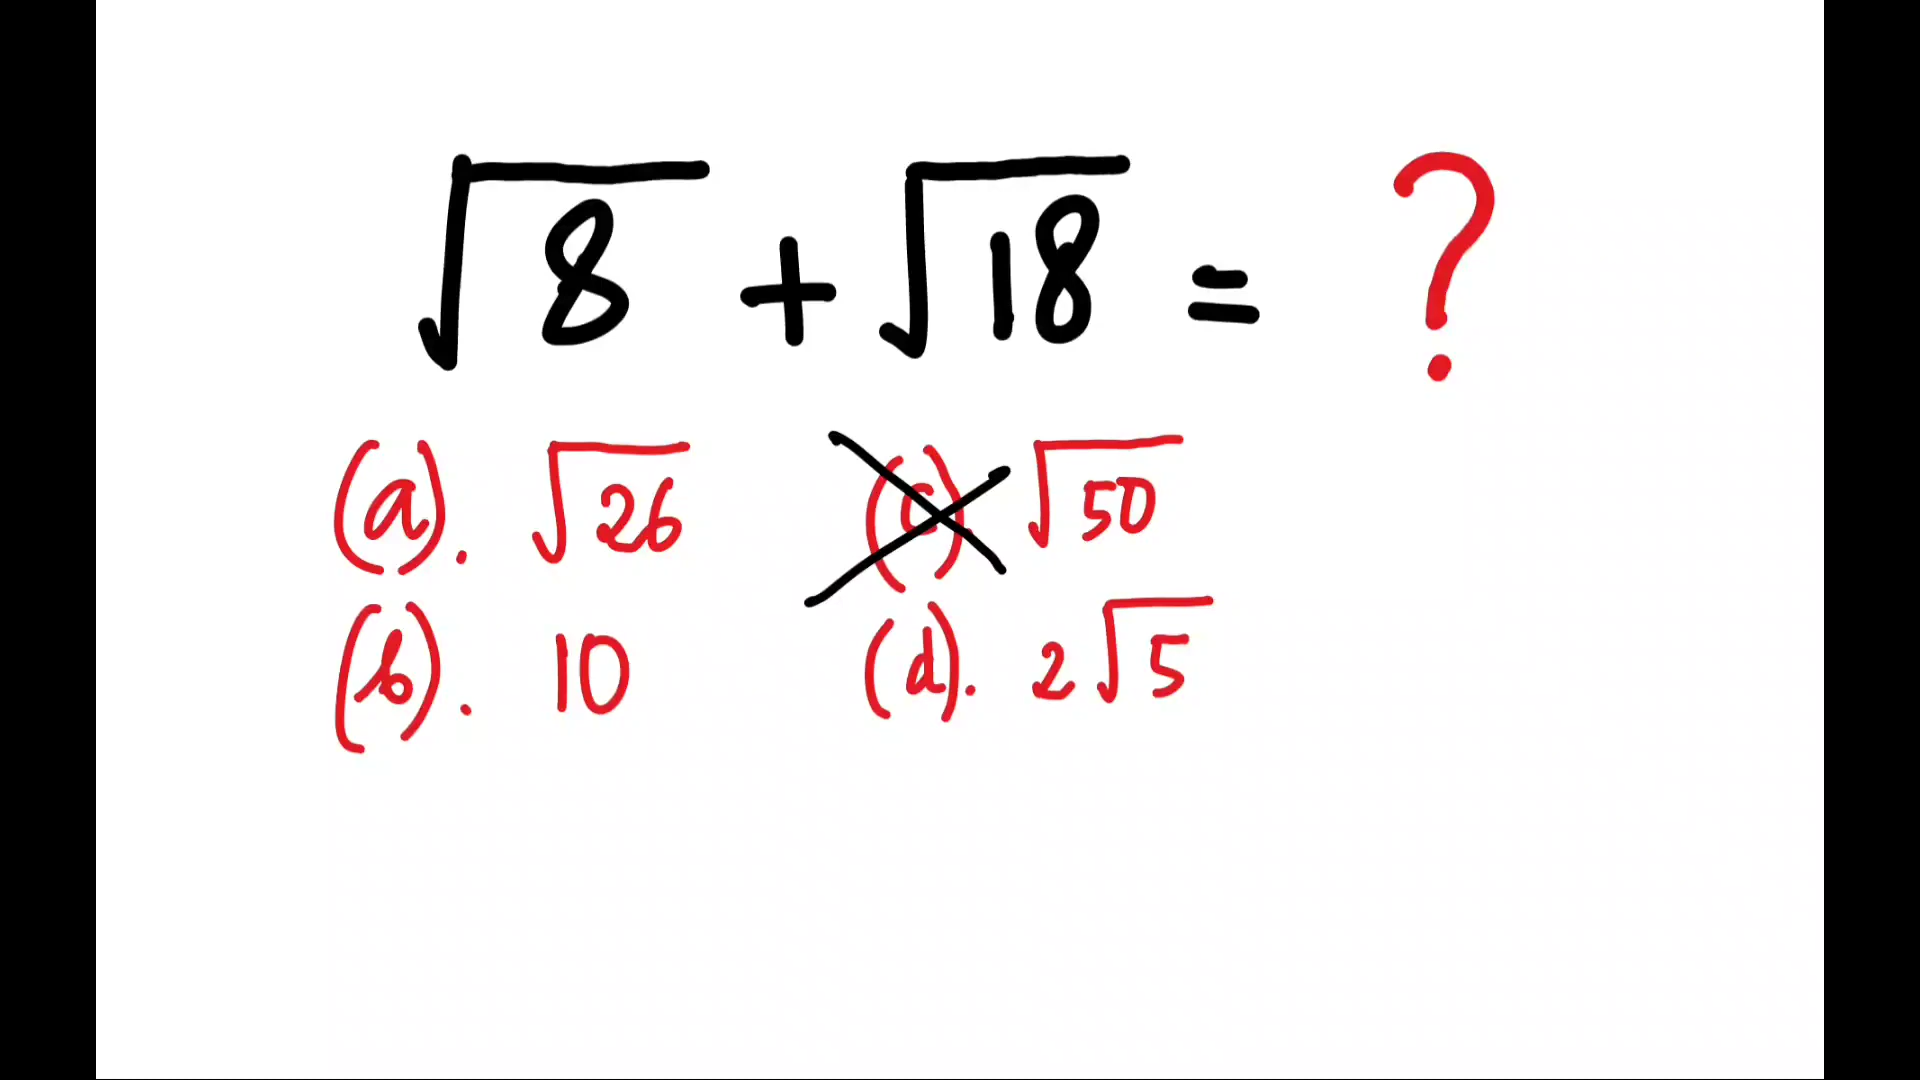 √8 + √18 = ?
(a). √26 (c). √50
(b). 10 (d). 2√5